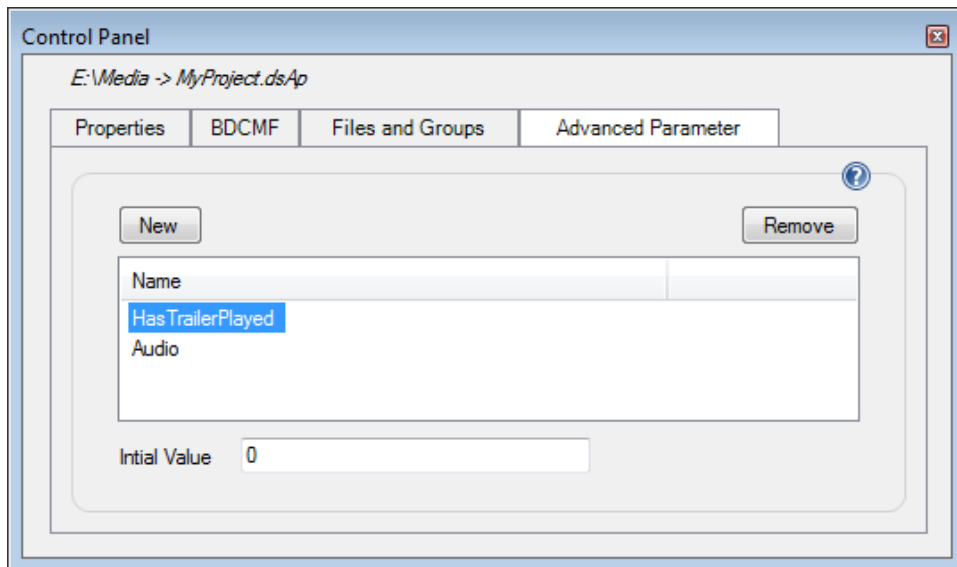 Control Panel
E:\Media -> MyProject.dsAp
Properties BDCMF Files and Groups Advanced Parameter
?
New Remove
Name
HasTrailerPlayed
Audio
Intial Value 0